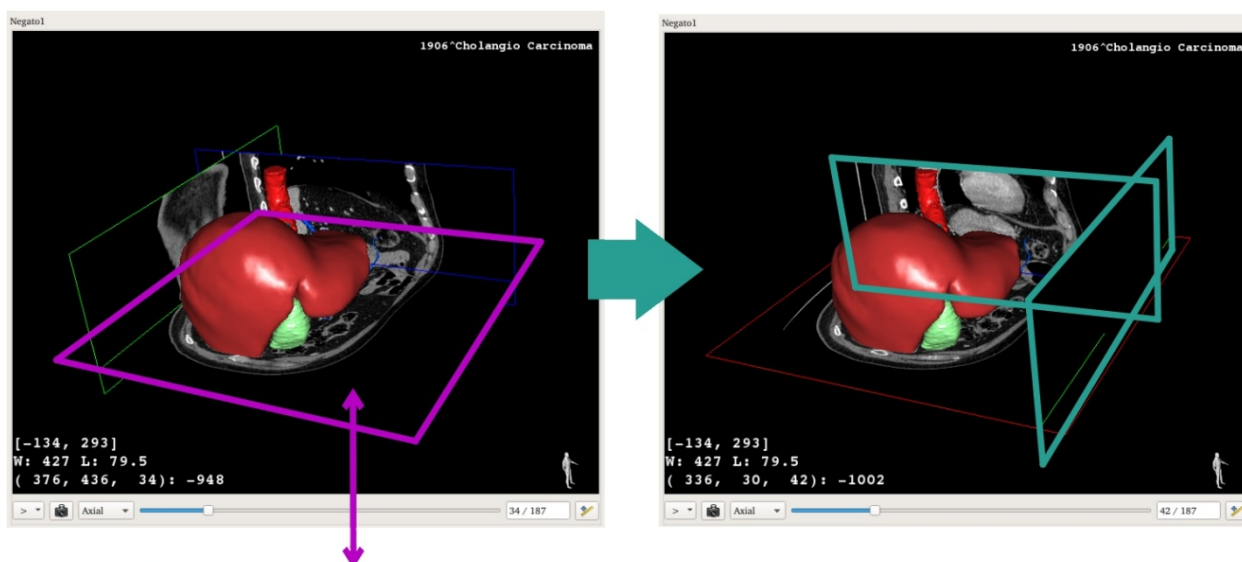 Negato1
1906^Cholangio Carcinoma
[-134, 293]
W: 427 L: 79.5
( 376, 436, 34): -948
> Axial 34 / 187
Negato1
1906^Cholangio Carcinoma
[-134, 293]
W: 427 L: 79.5
( 336, 30, 42): -1002
> Axial 42 / 187